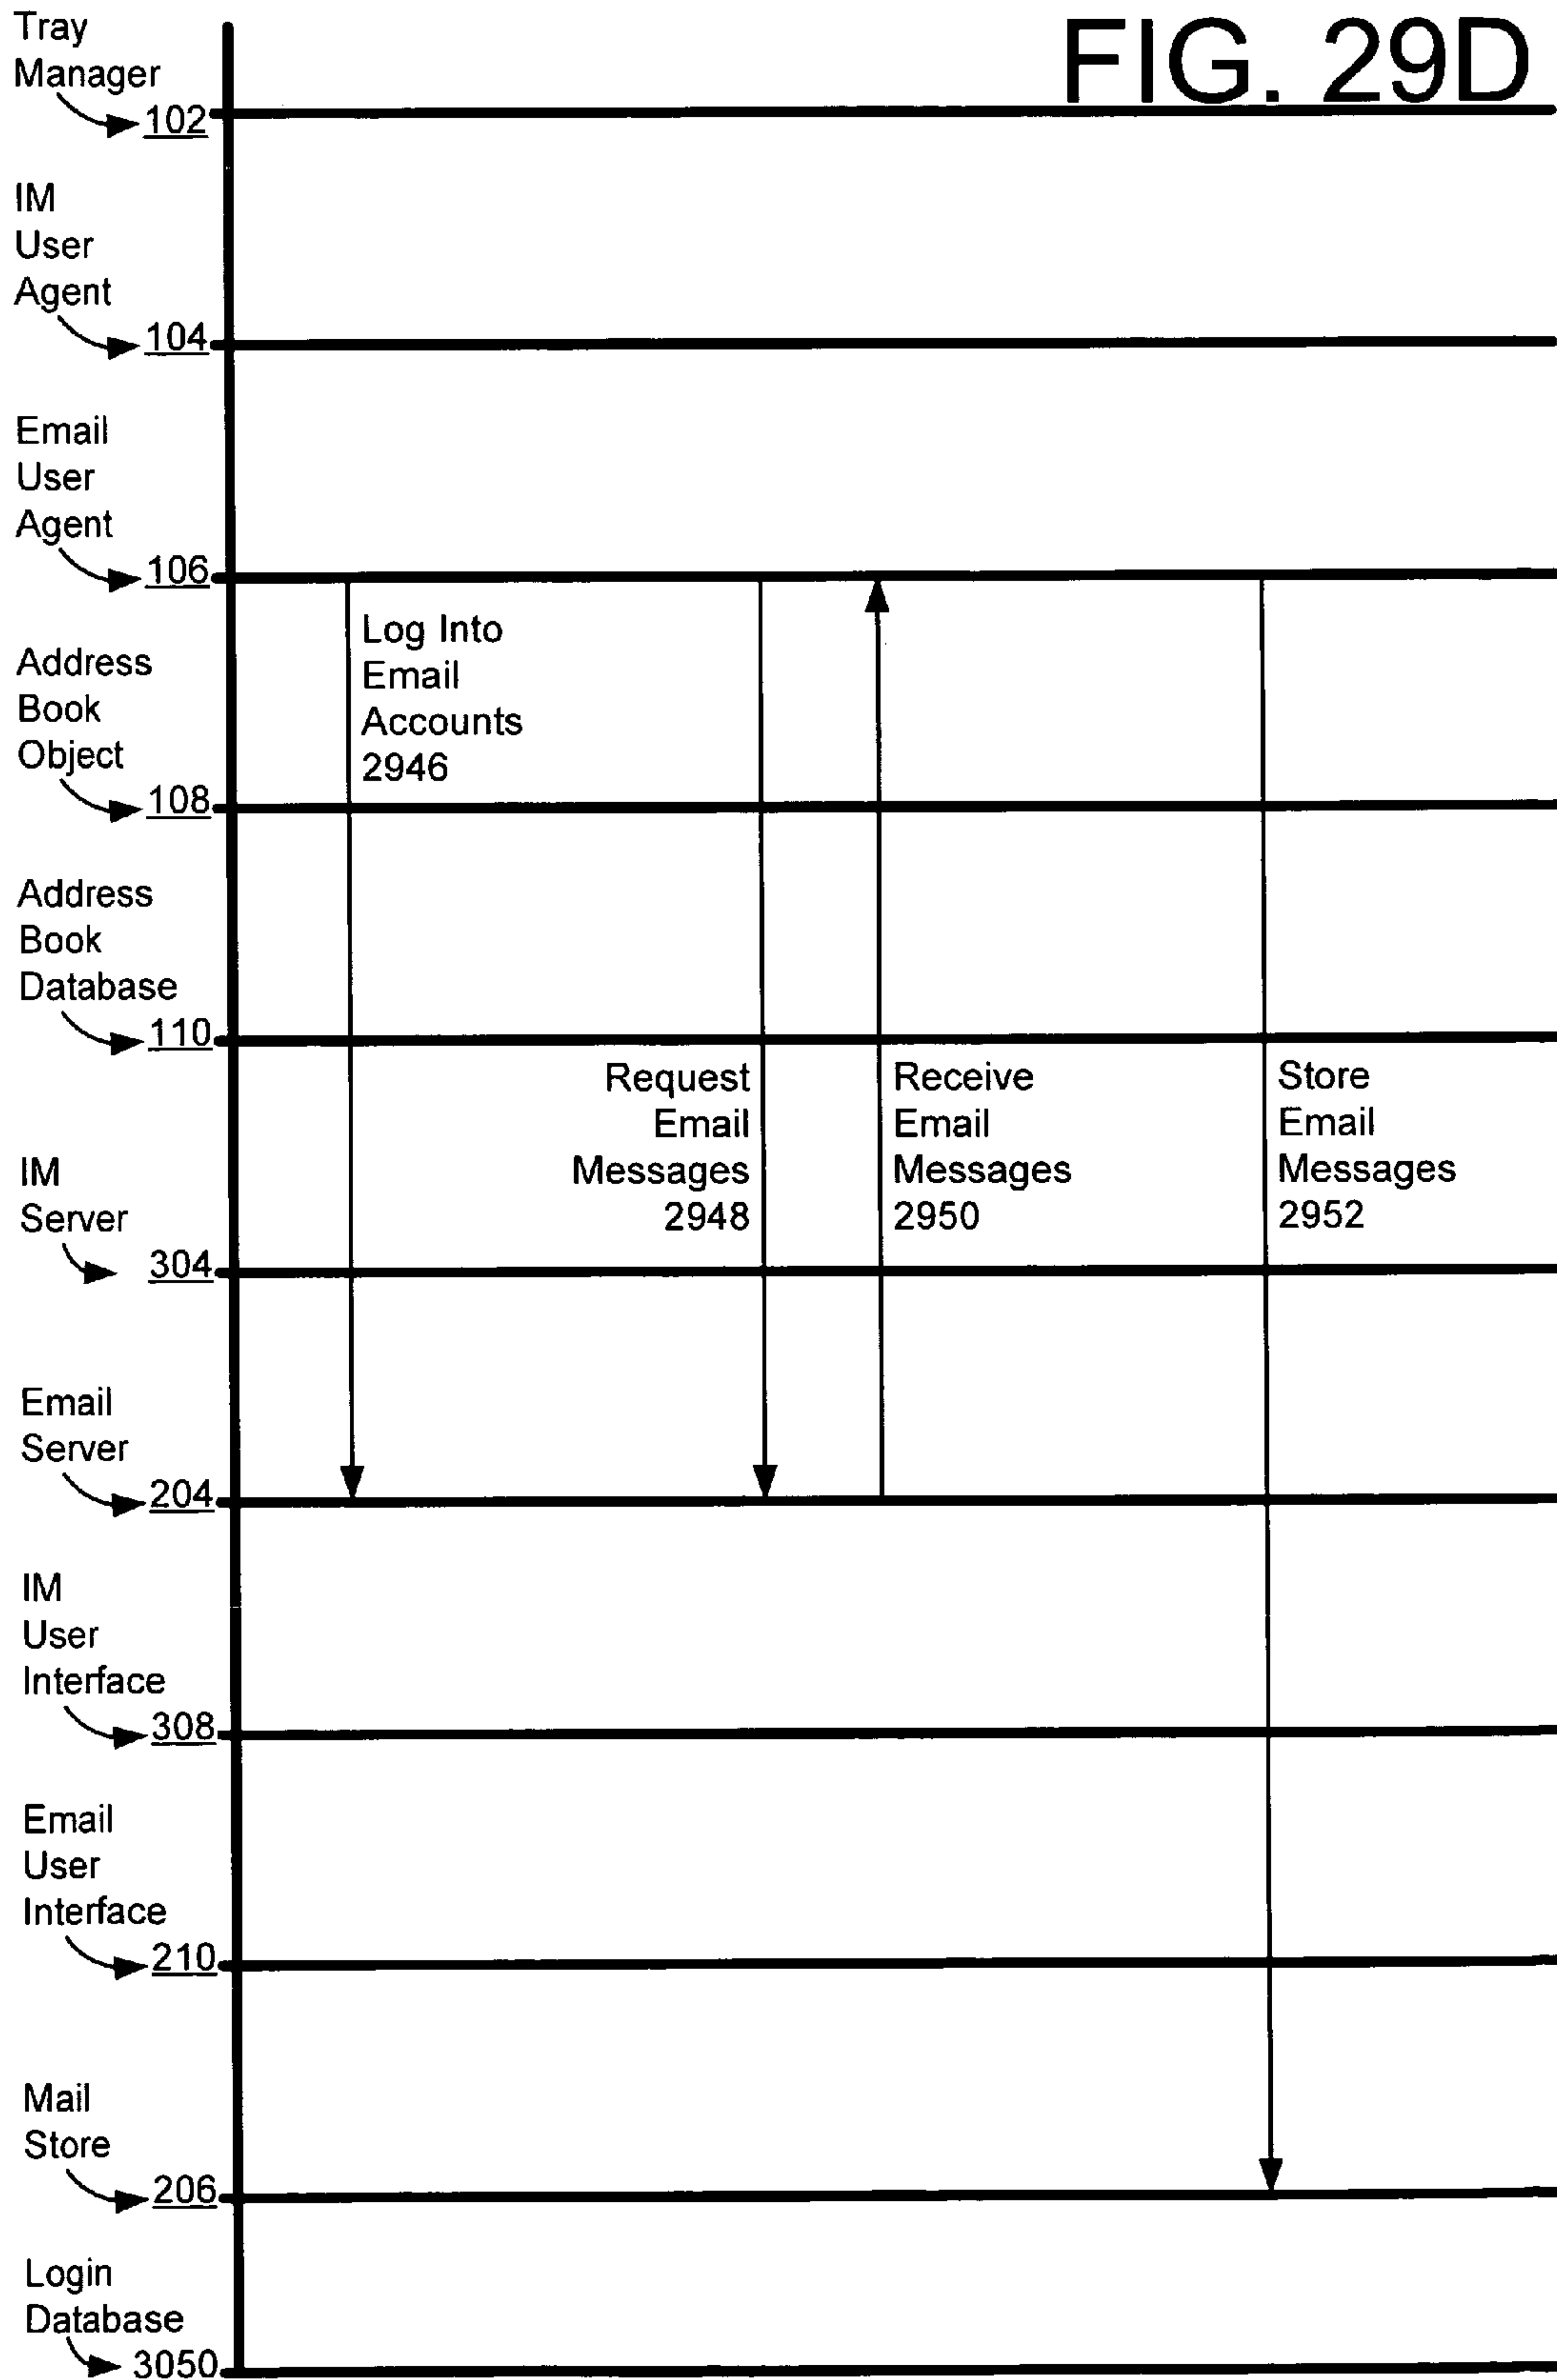 FIG. 29D
Tray
Manager
102
IM
User
Agent
104
Email
User
Agent
106
Log Into
Email
Accounts
2946
Address
Book
Object
108
Address
Book
Database
110
Request
Email
Messages
2948
Receive
Email
Messages
2950
Store
Email
Messages
2952
IM
Server
304
Email
Server
204
IM
User
Interface
308
Email
User
Interface
210
Mail
Store
206
Login
Database
3050